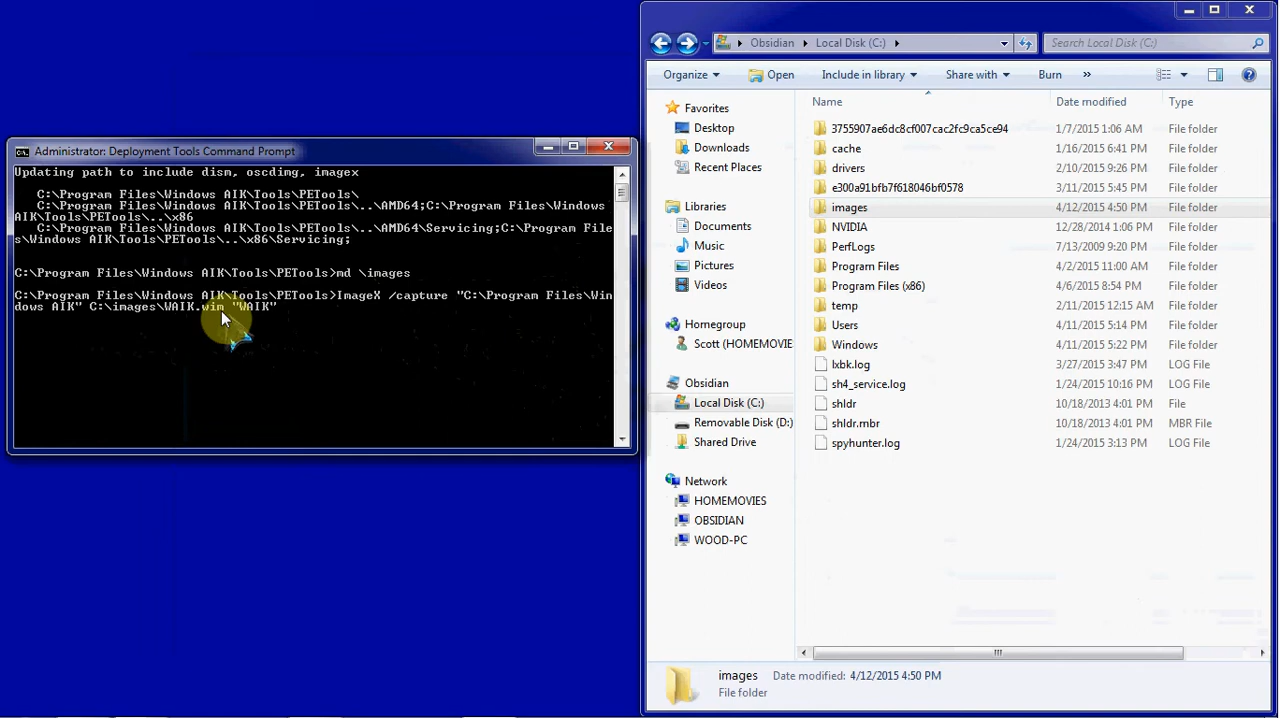 Administrator: Deployment Tools Command Prompt
Updating path to include dism, oscdimg, imagex
C:\Program Files\Windows AIK\Tools\PETools\
C:\Program Files\Windows AIK\Tools\PETools\..\AMD64;C:\Program Files\Windows
AIK\Tools\PETools\..\x86
C:\Program Files\Windows AIK\Tools\PETools\..\AMD64\Servicing;C:\Program File
s\Windows AIK\Tools\PETools\..\x86\Servicing;
C:\Program Files\Windows AIK\Tools\PETools>md \images
C:\Program Files\Windows AIK\Tools\PETools>ImageX /capture "C:\Program Files\Win
dows AIK" C:\images\WAIK.wim "WAIK"
Obsidian Local Disk (C:) Search Local Disk (C:)
Organize Open Include in library Share with Burn »
Favorites
Desktop
Downloads
Recent Places
Libraries
Documents
Music
Pictures
Videos
Homegroup
Scott (HOMEMOVIE
Obsidian
Local Disk (C:)
Removable Disk (D:)
Shared Drive
Network
HOMEMOVIES
OBSIDIAN
WOOD-PC
Name Date modified Type
3755907ae6dc8cf007cac2fc9ca5ce94 1/7/2015 1:06 AM File folder
cache 1/16/2015 6:41 PM File folder
drivers 2/10/2015 9:26 PM File folder
e300a91bfb7f618046bf0578 3/11/2015 5:45 PM File folder
images 4/12/2015 4:50 PM File folder
NVIDIA 12/28/2014 1:06 PM File folder
PerfLogs 7/13/2009 9:20 PM File folder
Program Files 4/2/2015 6:02 PM File folder
Program Files (x86) 4/6/2015 8:54 PM File folder
temp 2/11/2015 5:41 PM File folder
Users 4/11/2015 5:14 PM File folder
Windows 4/11/2015 5:22 PM File folder
lxbk.log 3/27/2015 3:47 PM LOG File
sh4_service.log 1/24/2015 10:16 PM LOG File
shldr 10/18/2013 4:01 PM File
shldr.mbr 10/18/2013 4:01 PM MBR File
spyhunter.log 1/24/2015 3:13 PM LOG File
images Date modified: 4/12/2015 4:50 PM
File folder